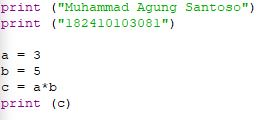 print ("Muhammad Agung Santoso")
print ("182410103081")
a = 3
b = 5
c = a*b
print (c)